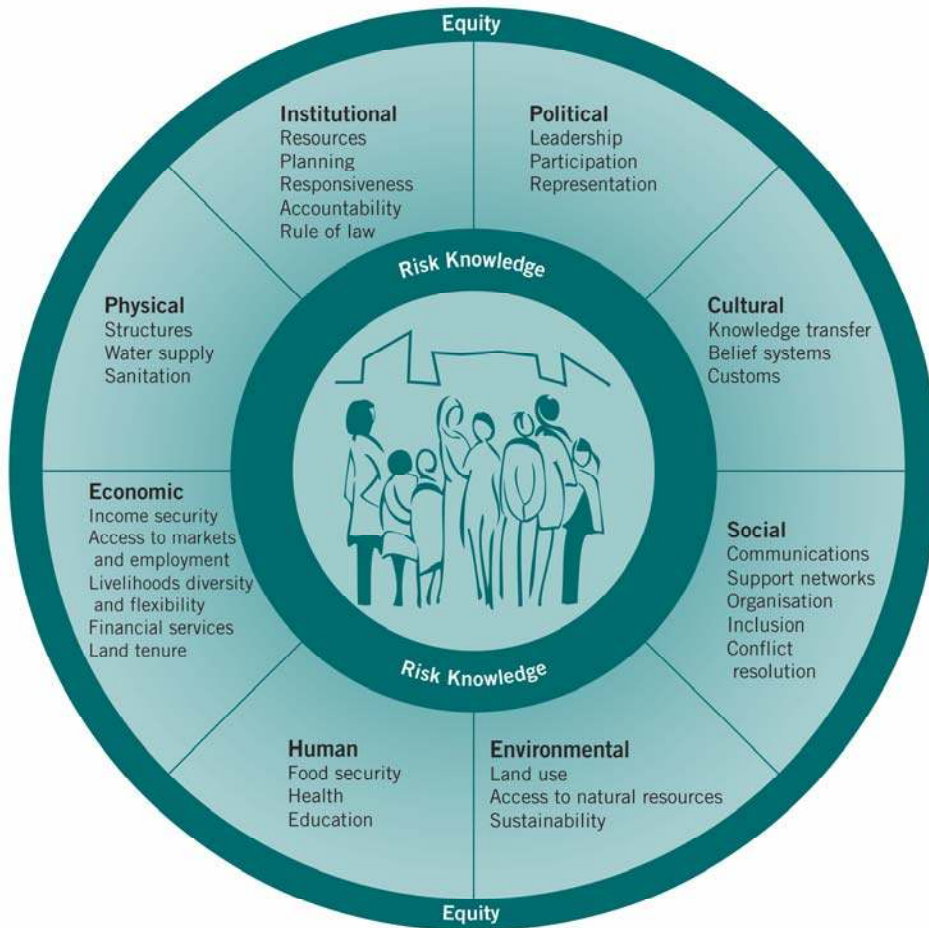 Equity
Institutional
Resources
Planning
Responsiveness
Accountability
Rule of law
Political
Leadership
Participation
Representation
Risk Knowledge
Physical
Structures
Water supply
Sanitation
Cultural
Knowledge transfer
Belief systems
Customs
Economic
Income security
Access to markets
and employment
Livelihoods diversity
and flexibility
Financial services
Land tenure
Social
Communications
Support networks
Organisation
Inclusion
Conflict
resolution
Risk Knowledge
Human
Food security
Health
Education
Environmental
Land use
Access to natural resources
Sustainability
Equity